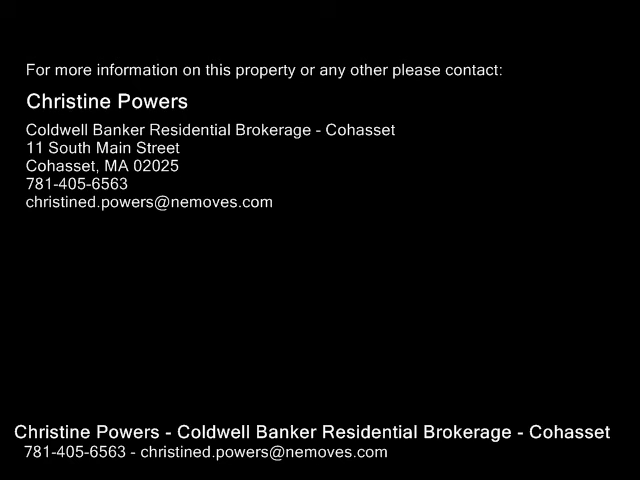 For more information on this property or any other please contact:
Christine Powers
Coldwell Banker Residential Brokerage - Cohasset
11 South Main Street
Cohasset, MA 02025
781-405-6563
christined.powers@nemoves.com
Christine Powers - Coldwell Banker Residential Brokerage - Cohasset
781-405-6563 - christined.powers@nemoves.com